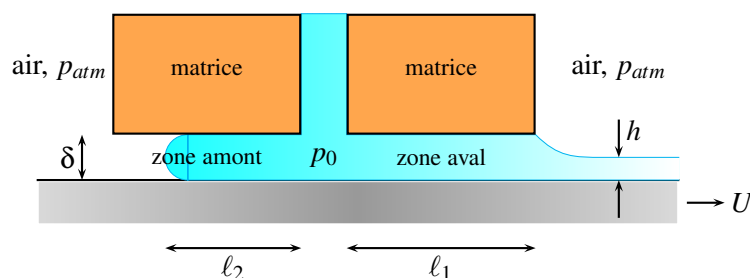 air, p_atm
matrice
matrice
air, p_atm
δ
zone amont
p_0
zone aval
h
U
ℓ_2
ℓ_1